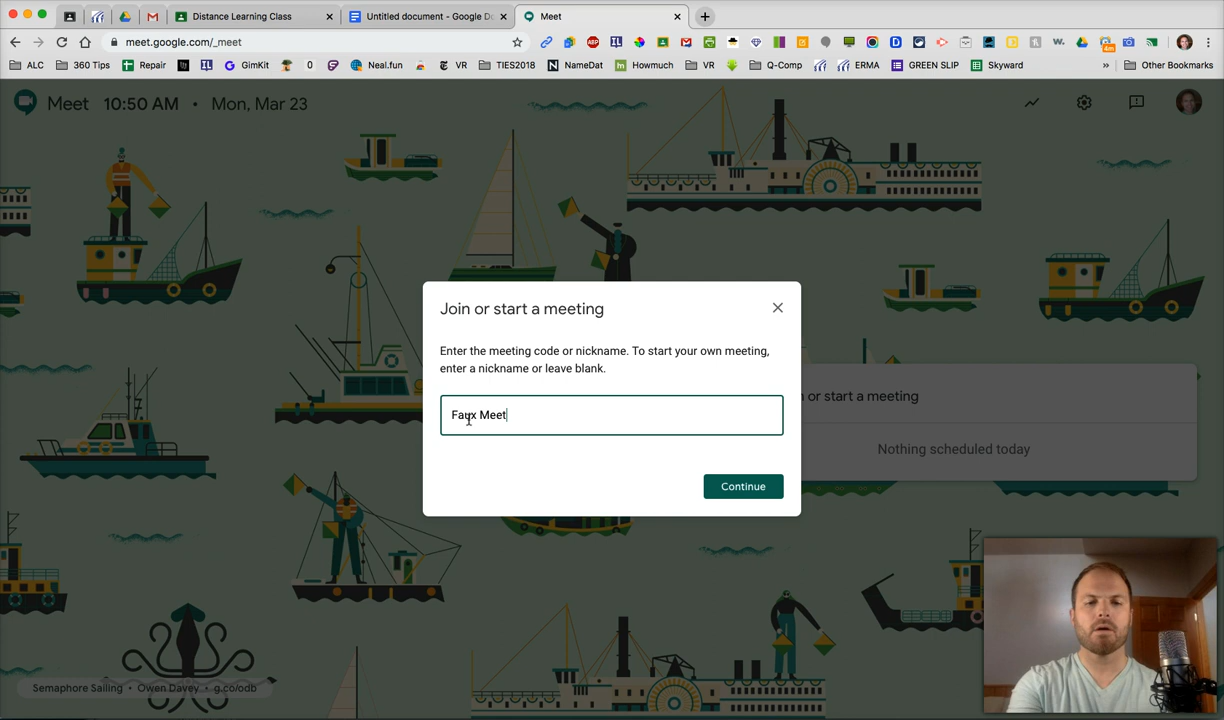 Distance Learning Class
Untitled document - Google Do
Meet
meet.google.com/_meet
ALC
360 Tips
Repair
GimKit
0
Neal.fun
VR
TIES2018
NameDat
Howmuch
VR
Q-Comp
ERMA
GREEN SLIP
Skyward
»
Other Bookmarks
Meet 10:50 AM • Mon, Mar 23
Join or start a meeting
Enter the meeting code or nickname. To start your own meeting,
enter a nickname or leave blank.
Faux Meet
Continue
or start a meeting
Nothing scheduled today
Semaphore Sailing • Owen Davey • g.co/odb